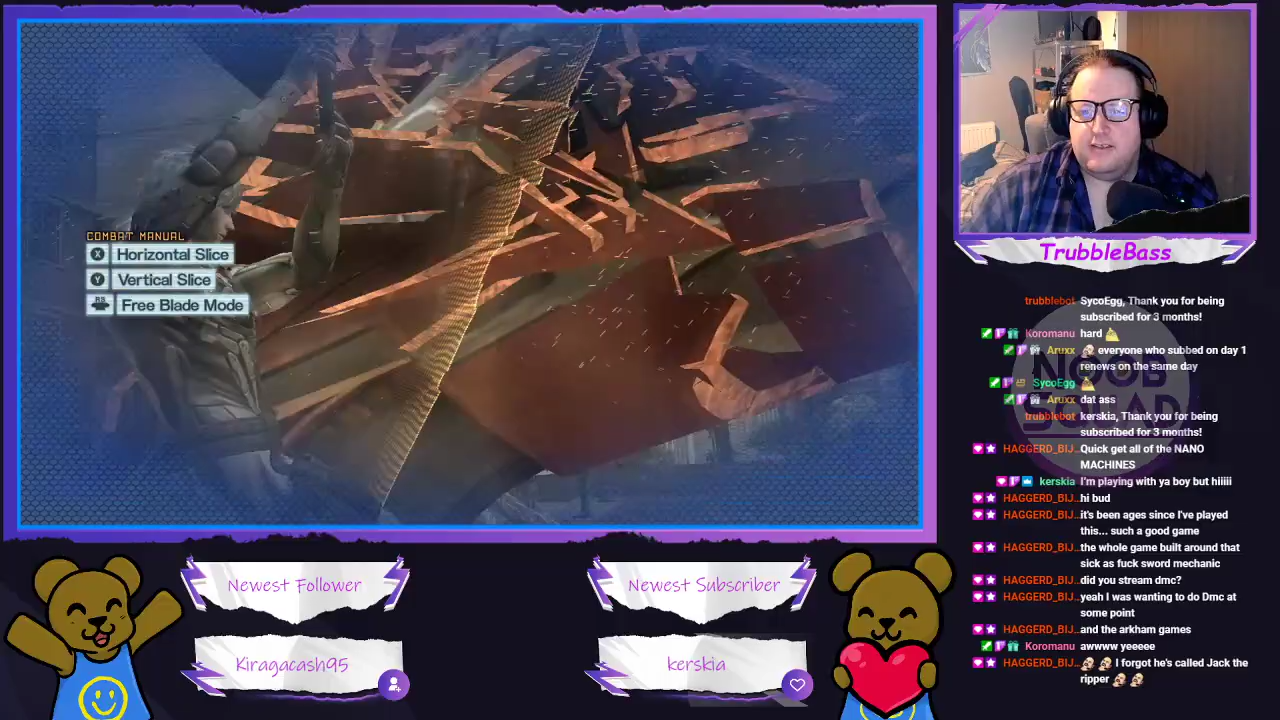 COMBAT MANUAL
X Horizontal Slice
Y Vertical Slice
RS Free Blade Mode
TrubbleBass
trubblebot SycoEgg, Thank you for being
subscribed for 3 months!
Koromanu hard
Aruxx everyone who subbed on day 1
renews on the same day
SycoEgg
Aruxx dat ass
trubblebot kerskia, Thank you for being
subscribed for 3 months!
HAGGERD_BIJ... Quick get all of the NANO
MACHINES
kerskia I'm playing with ya boy but hiiiii
HAGGERD_BIJ... hi bud
HAGGERD_BIJ... it's been ages since I've played
this... such a good game
HAGGERD_BIJ... the whole game built around that
sick as fuck sword mechanic
HAGGERD_BIJ... did you stream dmc?
HAGGERD_BIJ... yeah I was wanting to do Dmc at
some point
HAGGERD_BIJ... and the arkham games
Koromanu awwww yeeeee
HAGGERD_BIJ... I forgot he's called Jack the
ripper
NOOB
SQUAD
Newest Follower
Kiragacash95
Newest Subscriber
kerskia